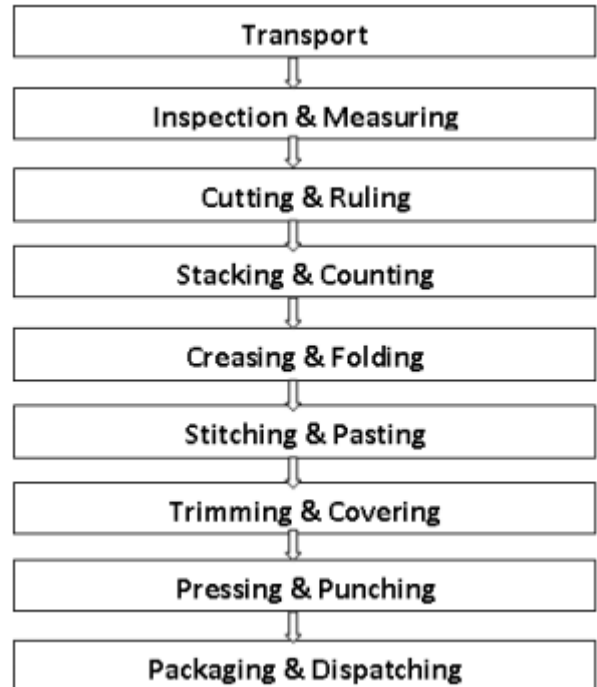 Transport
Inspection & Measuring
Cutting & Ruling
Stacking & Counting
Creasing & Folding
Stitching & Pasting
Trimming & Covering
Pressing & Punching
Packaging & Dispatching